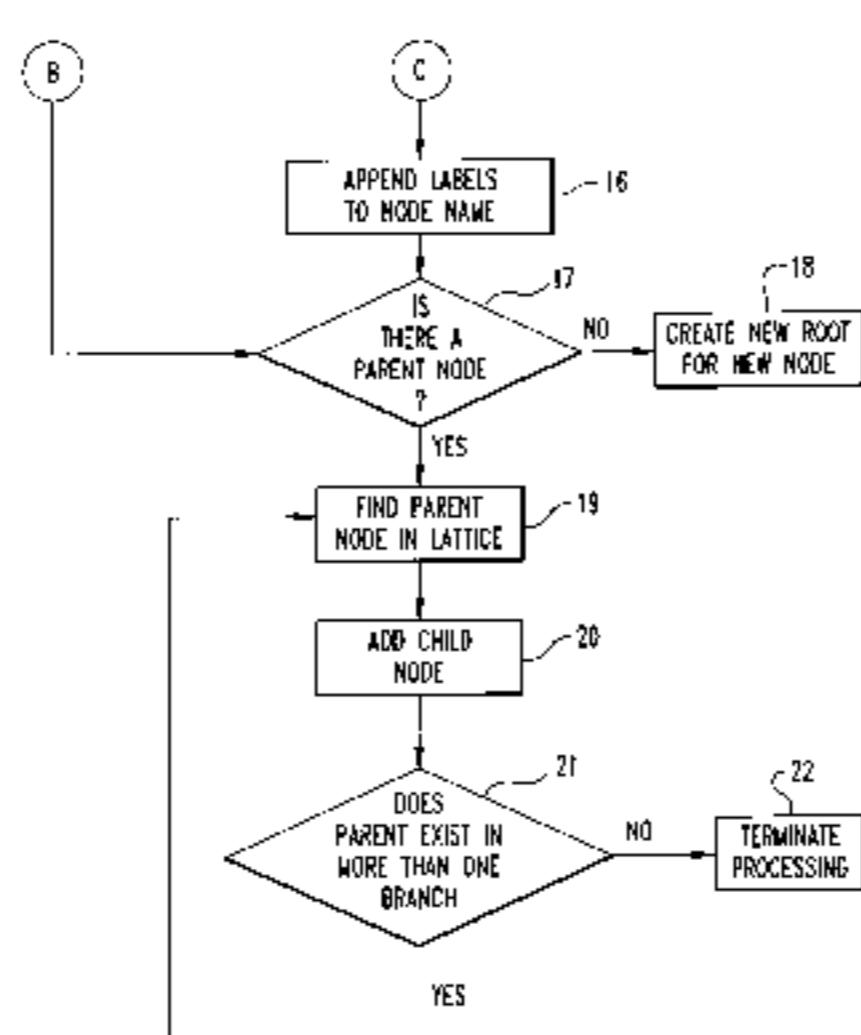 B
C
APPEND LABELS
TO NODE NAME
16
IS
THERE A
PARENT NODE
?
17
NO
18
CREATE NEW ROOT
FOR NEW NODE
YES
FIND PARENT
NODE IN LATTICE
19
ADD CHILD
NODE
20
DOES
PARENT EXIST IN
MORE THAN ONE
BRANCH
21
NO
22
TERMINATE
PROCESSING
YES